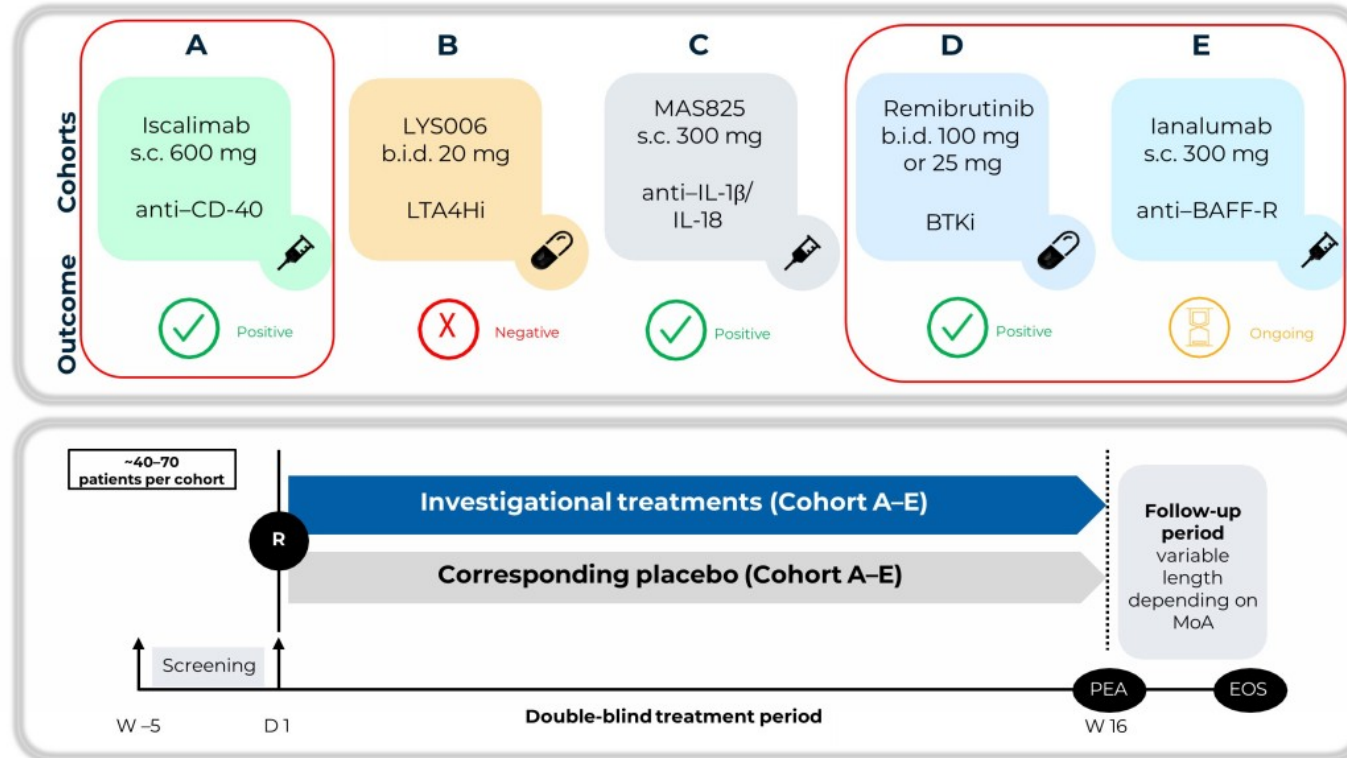 A
B
C
D
E
Cohorts
Iscalimab
s.c. 600 mg
anti–CD-40
LYS006
b.i.d. 20 mg
LTA4Hi
MAS825
s.c. 300 mg
anti–IL-1β/
IL-18
Remibrutinib
b.i.d. 100 mg
or 25 mg
BTKi
Ianalumab
s.c. 300 mg
anti–BAFF-R
Outcome
Positive
X
Negative
Positive
Positive
Ongoing
~40–70
patients per cohort
R
Investigational treatments (Cohort A–E)
Corresponding placebo (Cohort A–E)
Follow-up
period
variable
length
depending on
MoA
Screening
PEA
EOS
W –5
D 1
Double-blind treatment period
W 16